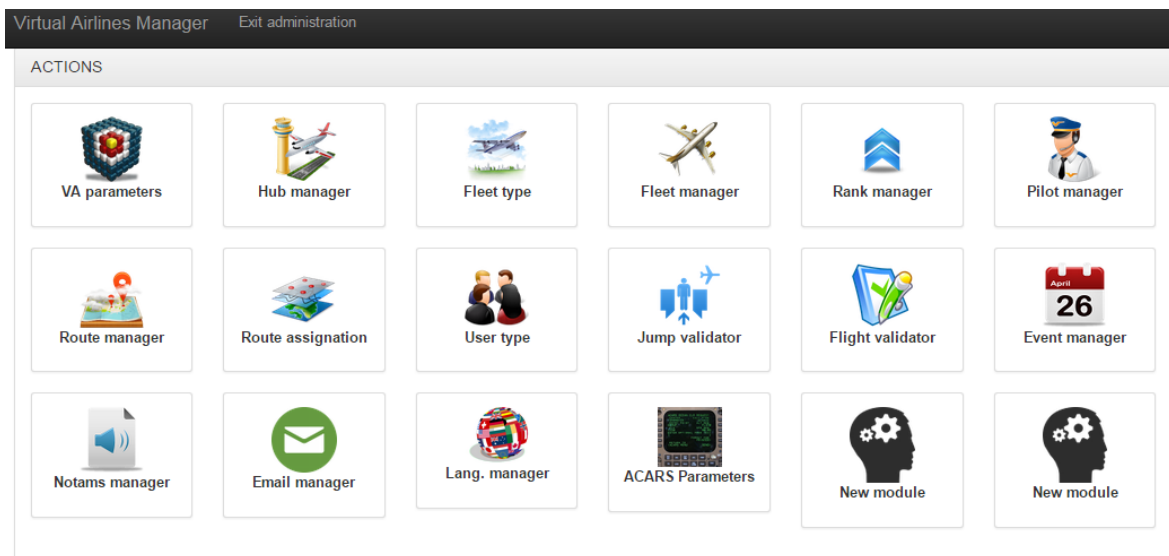 Virtual Airlines Manager Exit administration
ACTIONS
VA parameters Hub manager Fleet type Fleet manager Rank manager Pilot manager
April
26
Route manager Route assignation User type Jump validator Flight validator Event manager
Notams manager Email manager Lang. manager ACARS Parameters New module New module